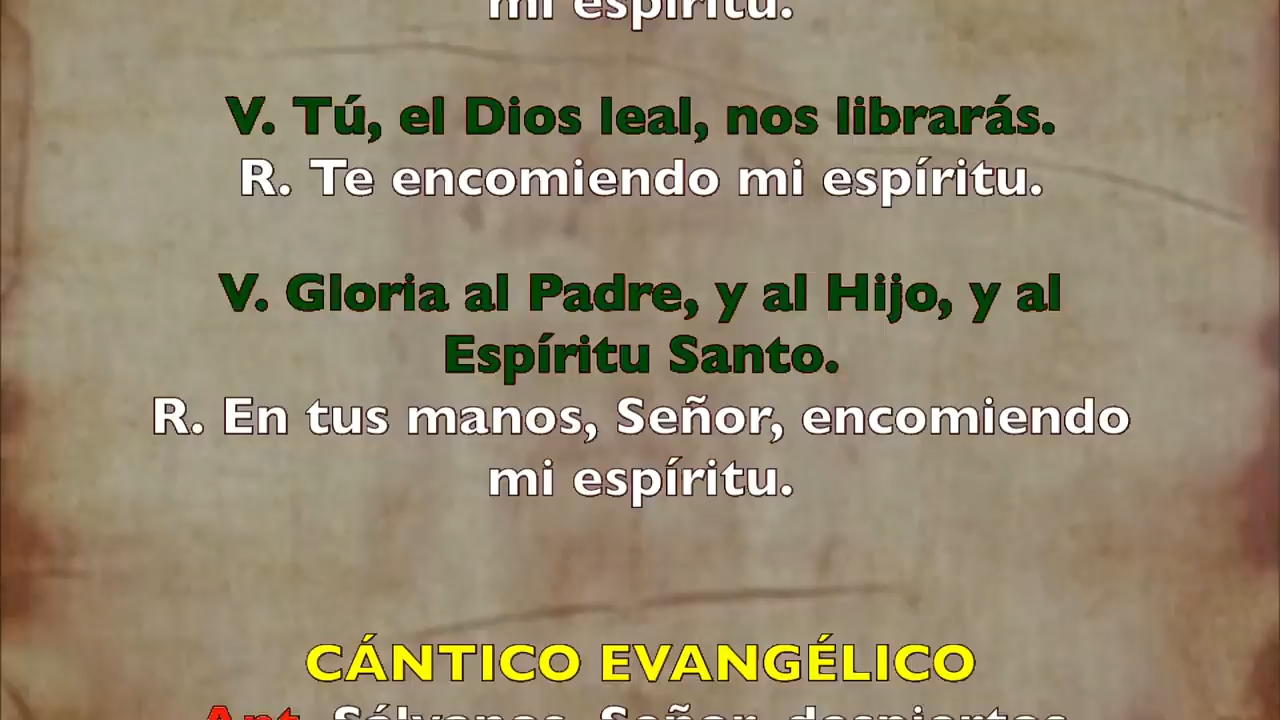 mi espíritu.
V. Tú, el Dios leal, nos librarás.
R. Te encomiendo mi espíritu.
V. Gloria al Padre, y al Hijo, y al
Espíritu Santo.
R. En tus manos, Señor, encomiendo
mi espíritu.
CÁNTICO EVANGÉLICO
Ant. Sálvanos, Señor, despiertos,